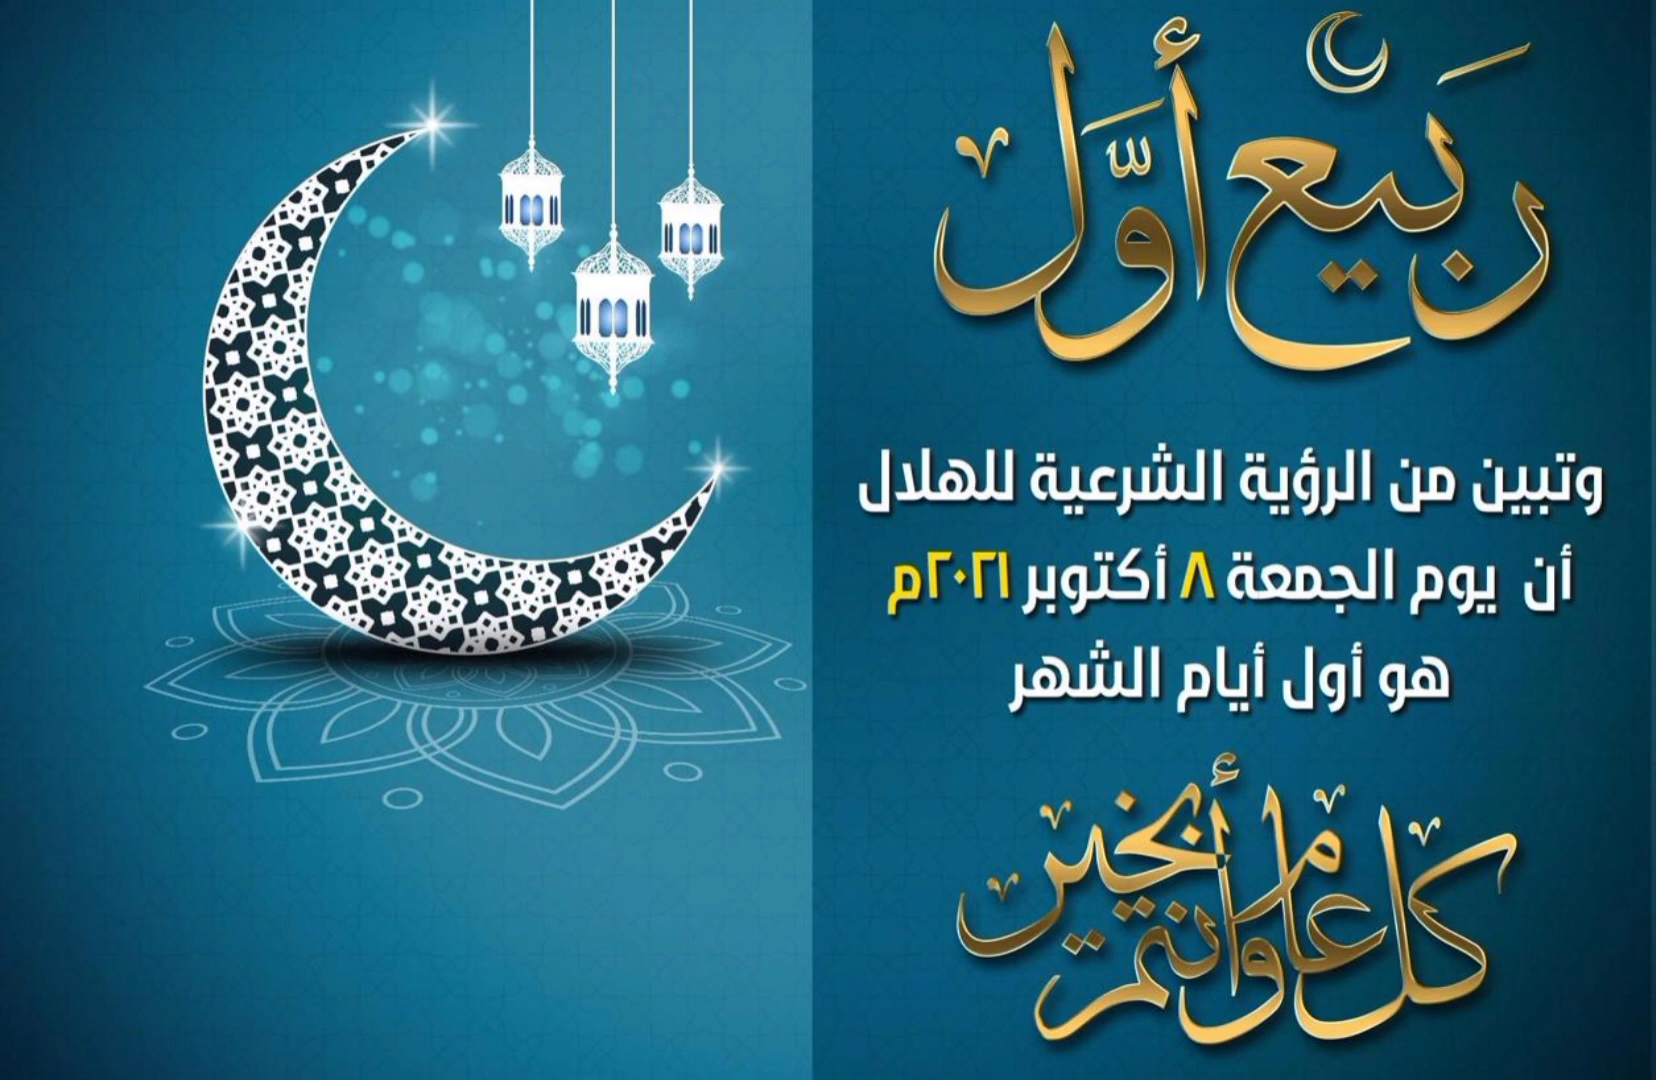 ربيع أول
وتبين من الرؤية الشرعية للهلال
أن يوم الجمعة ٨ أكتوبر ٢٠٢١م
هو أول أيام الشهر
كل عام وأنتم بخير